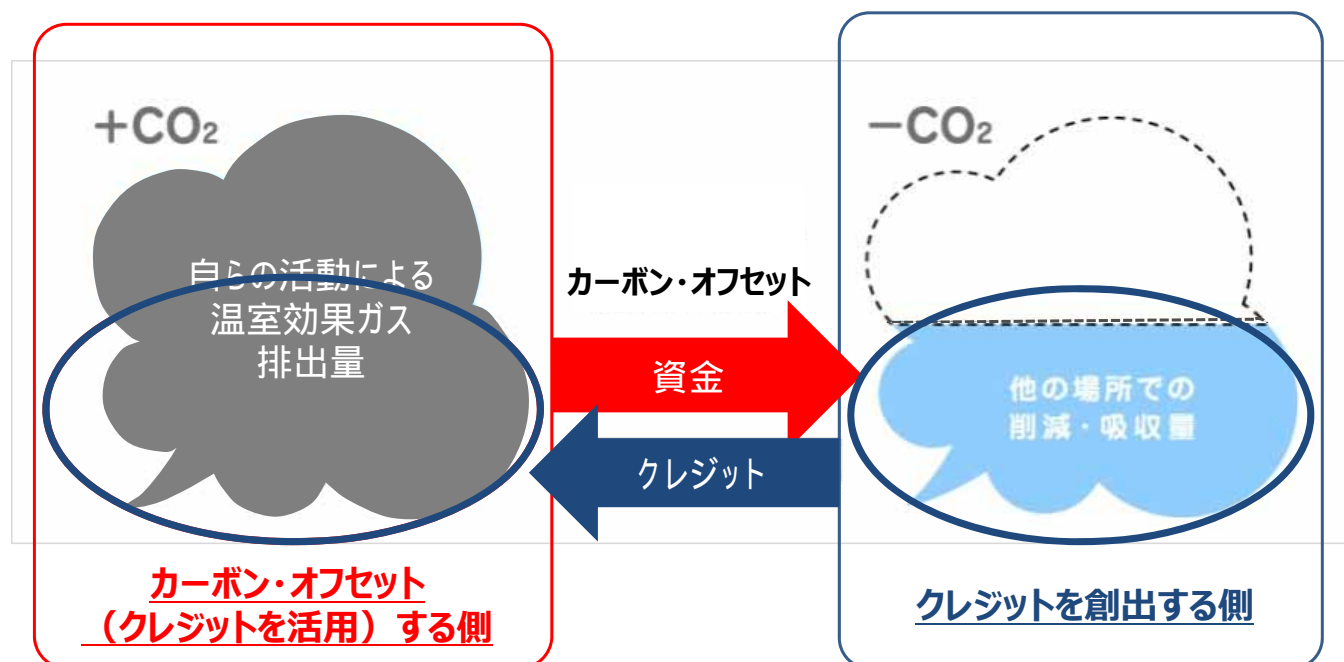 +CO₂
自らの活動による
温室効果ガス
排出量
カーボン・オフセット
（クレジットを活用）する側
カーボン・オフセット
資金
クレジット
−CO₂
他の場所での
削減・吸収量
クレジットを創出する側